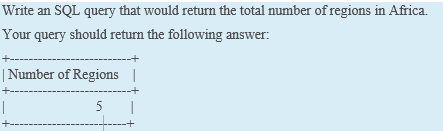 Write an SQL query that would return the total number of regions in Africa.
Your query should return the following answer:
+---------------------------+
| Number of Regions |
+---------------------------+
| 5 |
+---------------------------+